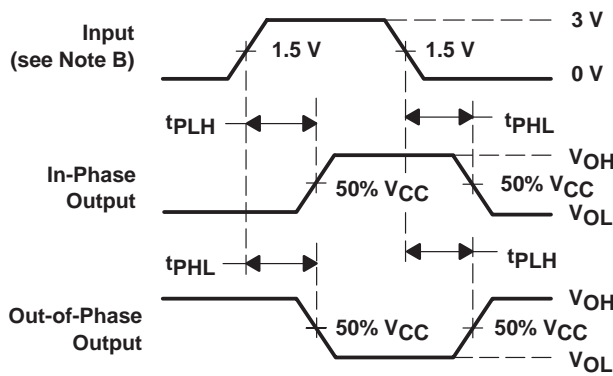 Input
(see Note B)
1.5 V
1.5 V
3 V
0 V
tPLH
tPHL
In-Phase
Output
50% VCC
50% VCC
VOH
VOL
tPHL
tPLH
Out-of-Phase
Output
50% VCC
50% VCC
VOH
VOL